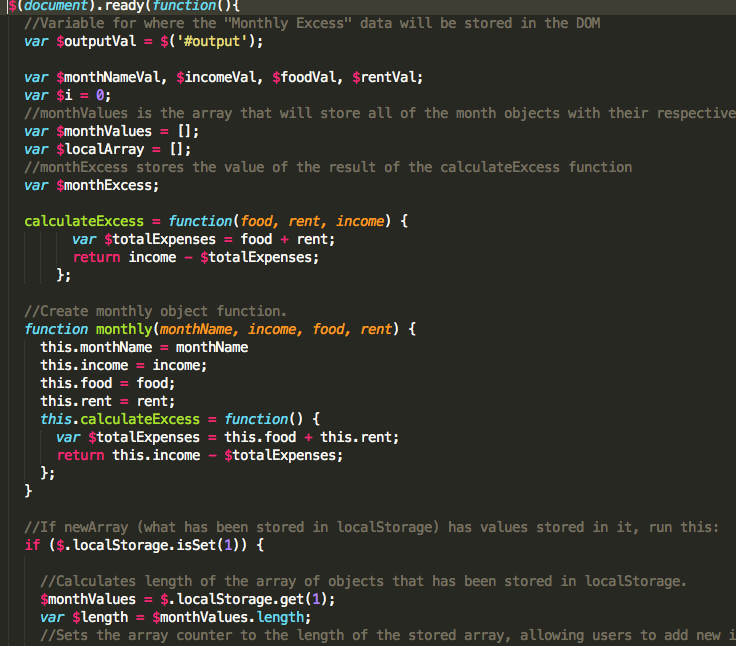 $(document).ready(function(){
//Variable for where the "Monthly Excess" data will be stored in the DOM
var $outputVal = $('#output');
var $monthNameVal, $incomeVal, $foodVal, $rentVal;
var $i = 0;
//monthValues is the array that will store all of the month objects with their respective
var $monthValues = [];
var $localArray = [];
//monthExcess stores the value of the result of the calculateExcess function
var $monthExcess;
calculateExcess = function(food, rent, income) {
var $totalExpenses = food + rent;
return income - $totalExpenses;
};
//Create monthly object function.
function monthly(monthName, income, food, rent) {
this.monthName = monthName
this.income = income;
this.food = food;
this.rent = rent;
this.calculateExcess = function() {
var $totalExpenses = this.food + this.rent;
return this.income - $totalExpenses;
};
}
//If newArray (what has been stored in localStorage) has values stored in it, run this:
if ($.localStorage.isSet(1)) {
//Calculates length of the array of objects that has been stored in localStorage.
$monthValues = $.localStorage.get(1);
var $length = $monthValues.length;
//Sets the array counter to the length of the stored array, allowing users to add new i